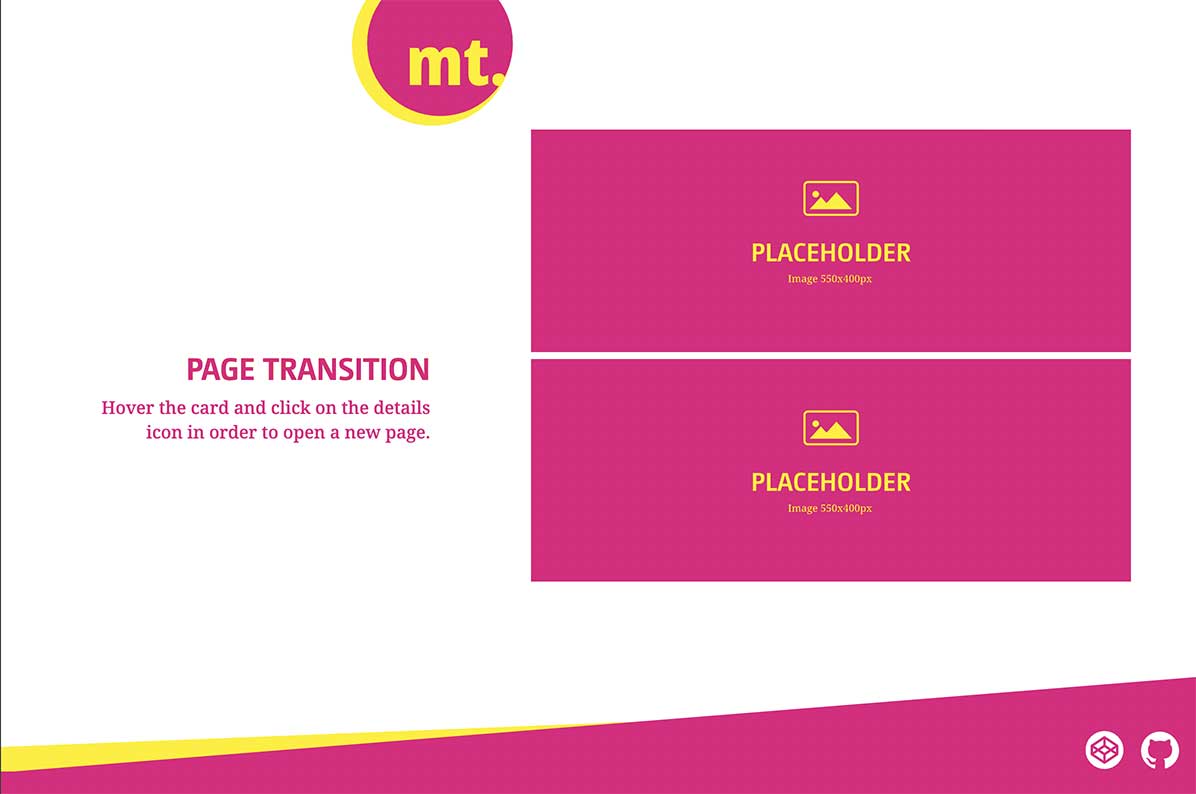 mt.
PAGE TRANSITION
Hover the card and click on the details
icon in order to open a new page.
PLACEHOLDER
Image 550x400px
PLACEHOLDER
Image 550x400px